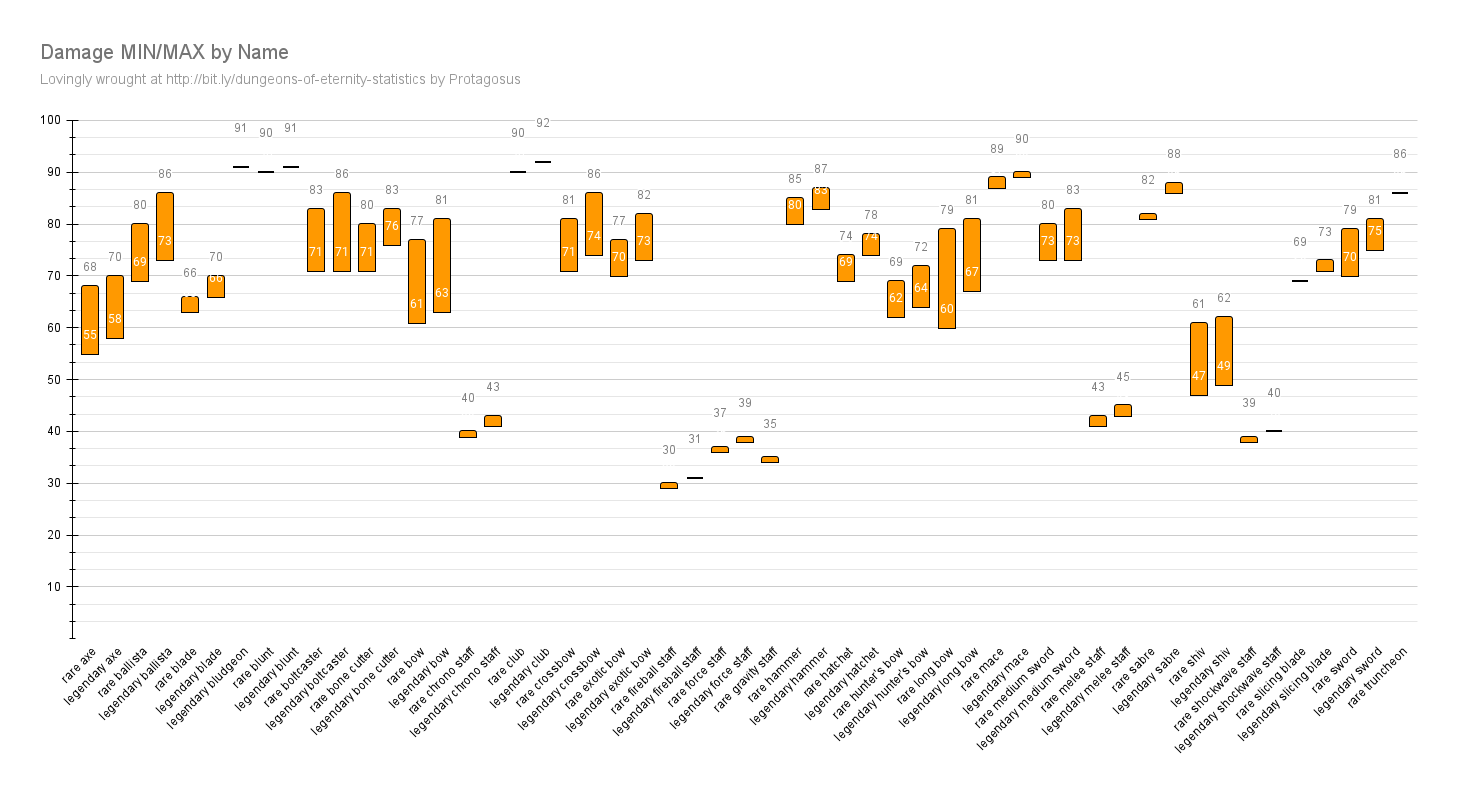 Damage MIN/MAX by Name
Lovingly wrought at http://bit.ly/dungeons-of-eternity-statistics by Protagosus
100
90
80
70
60
50
40
30
20
10
68
70
80
86
66
70
91
90
91
83
86
80
83
77
81
40
43
90
92
81
86
77
82
30
31
37
39
35
85
87
74
78
69
72
79
81
89
90
80
83
43
45
82
88
61
62
39
40
69
73
79
81
86
55
58
69
73
66
71
71
71
76
61
63
71
74
70
73
80
83
69
74
62
64
60
67
73
73
47
49
70
75
rare axe
legendary axe
rare ballista
legendary ballista
rare blade
legendary blade
legendary bludgeon
rare blunt
legendary blunt
rare boltcaster
legendary boltcaster
rare bone cutter
legendary bone cutter
rare bow
legendary bow
rare chrono staff
legendary chrono staff
rare club
legendary club
rare crossbow
legendary crossbow
rare exotic bow
legendary exotic bow
rare fireball staff
legendary fireball staff
rare force staff
legendary force staff
rare gravity staff
rare hammer
legendary hammer
rare hatchet
legendary hatchet
rare hunter's bow
legendary hunter's bow
rare long bow
legendary long bow
rare mace
legendary mace
rare medium sword
legendary medium sword
rare melee staff
legendary melee staff
rare sabre
legendary sabre
rare shiv
legendary shiv
rare shockwave staff
legendary shockwave staff
rare slicing blade
legendary slicing blade
rare sword
legendary sword
rare truncheon